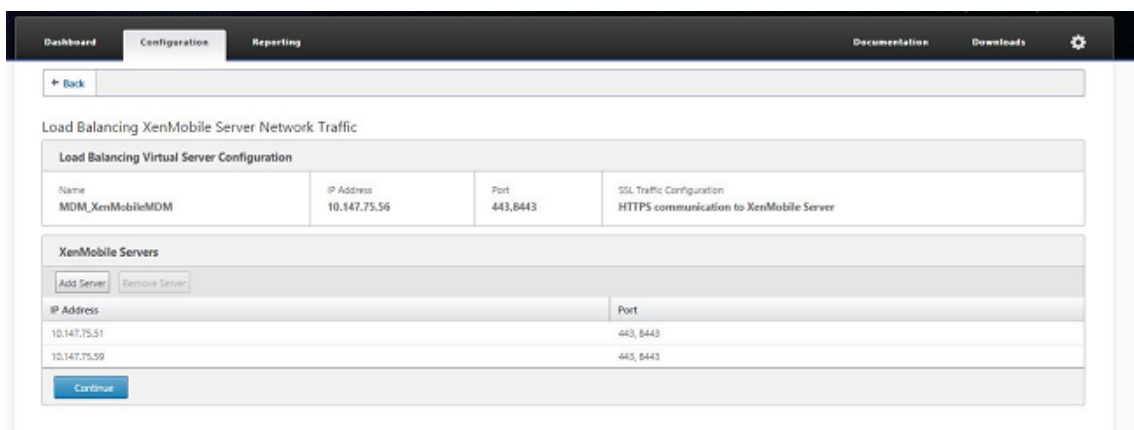 Dashboard Configuration Reporting Documentation Downloads
← Back
Load Balancing XenMobile Server Network Traffic
Load Balancing Virtual Server Configuration
Name IP Address Port SSL Traffic Configuration
MDM_XenMobileMDM 10.147.75.56 443,8443 HTTPS communication to XenMobile Server
XenMobile Servers
Add Server Remove Server
IP Address Port
10.147.75.51 443, 8443
10.147.75.59 443, 8443
Continue